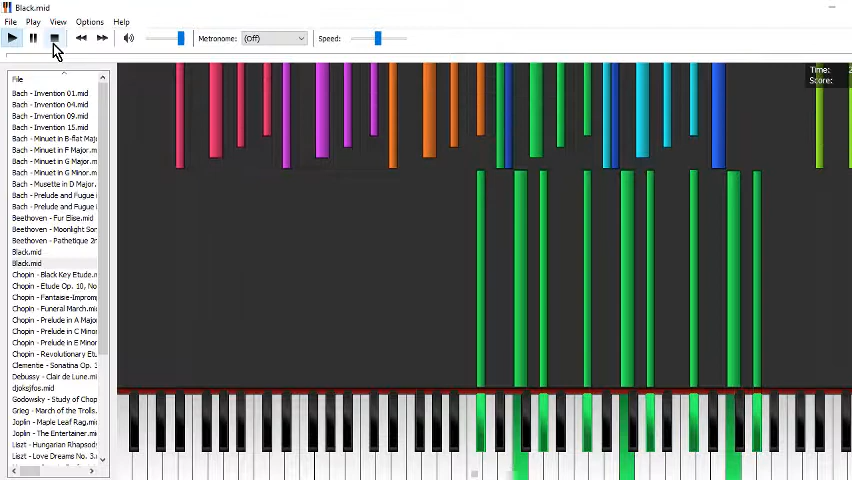 Black.mid
File Play View Options Help
Metronome: (Off) Speed:
Time: 2
Score:
File
Bach - Invention 01.mid
Bach - Invention 04.mid
Bach - Invention 09.mid
Bach - Invention 15.mid
Bach - Minuet in B-flat Maj
Bach - Minuet in F Major.m
Bach - Minuet in G Major.m
Bach - Minuet in G Minor.m
Bach - Musette in D Major.
Bach - Prelude and Fugue i
Bach - Prelude and Fugue i
Beethoven - Fur Elise.mid
Beethoven - Moonlight Son
Beethoven - Pathetique 2n
Black.mid
Black.mid
Chopin - Black Key Etude.m
Chopin - Etude Op. 10, No
Chopin - Fantaisie-Impromp
Chopin - Funeral March.mi
Chopin - Prelude in A Major
Chopin - Prelude in C Minor
Chopin - Prelude in E Minor
Chopin - Revolutionary Etu
Clementie - Sonatina Op.
Debussy - Clair de Lune.mi
djoksjfos.mid
Godowsky - Study of Chop
Grieg - March of the Trolls.
Joplin - Maple Leaf Rag.mid
Joplin - The Entertainer.mid
Liszt - Hungarian Rhapsody
Liszt - Love Dreams No. 3.